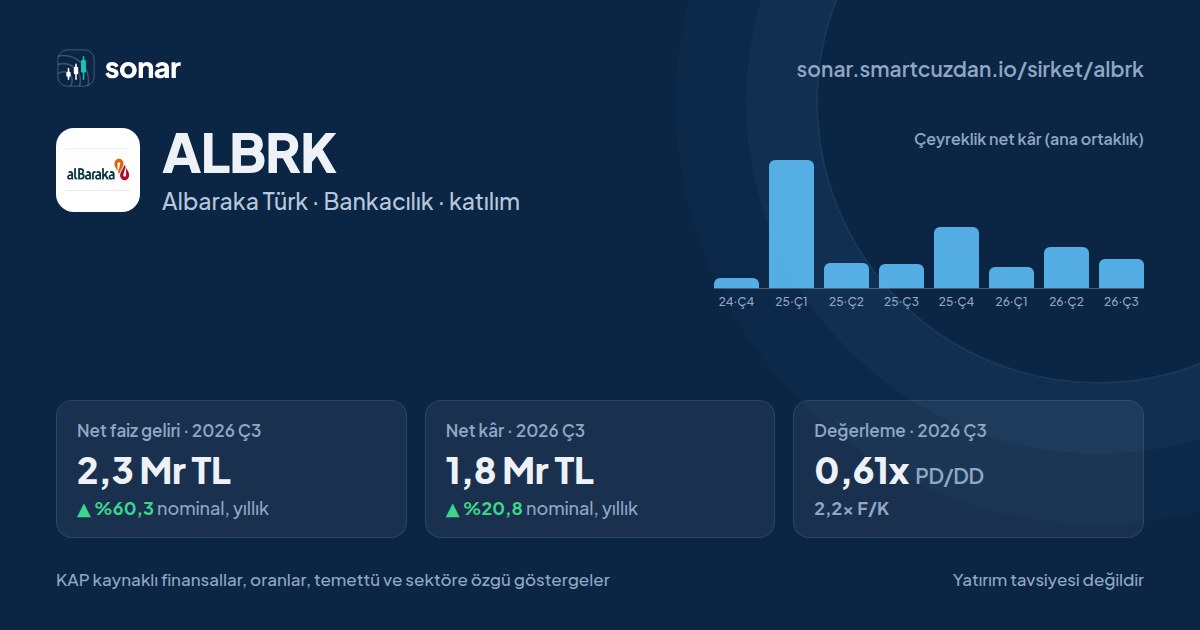 sonar
sonar.smartcuzdan.io/sirket/albrk
alBaraka
ALBRK
Albaraka Türk · Bankacılık · katılım
Çeyreklik net kâr (ana ortaklık)
24·Ç4 25·Ç1 25·Ç2 25·Ç3 25·Ç4 26·Ç1 26·Ç2 26·Ç3
Net faiz geliri · 2026 Ç3
2,3 Mr TL
▲ %60,3 nominal, yıllık
Net kâr · 2026 Ç3
1,8 Mr TL
▲ %20,8 nominal, yıllık
Değerleme · 2026 Ç3
0,61x PD/DD
2,2× F/K
KAP kaynaklı finansallar, oranlar, temettü ve sektöre özgü göstergeler
Yatırım tavsiyesi değildir